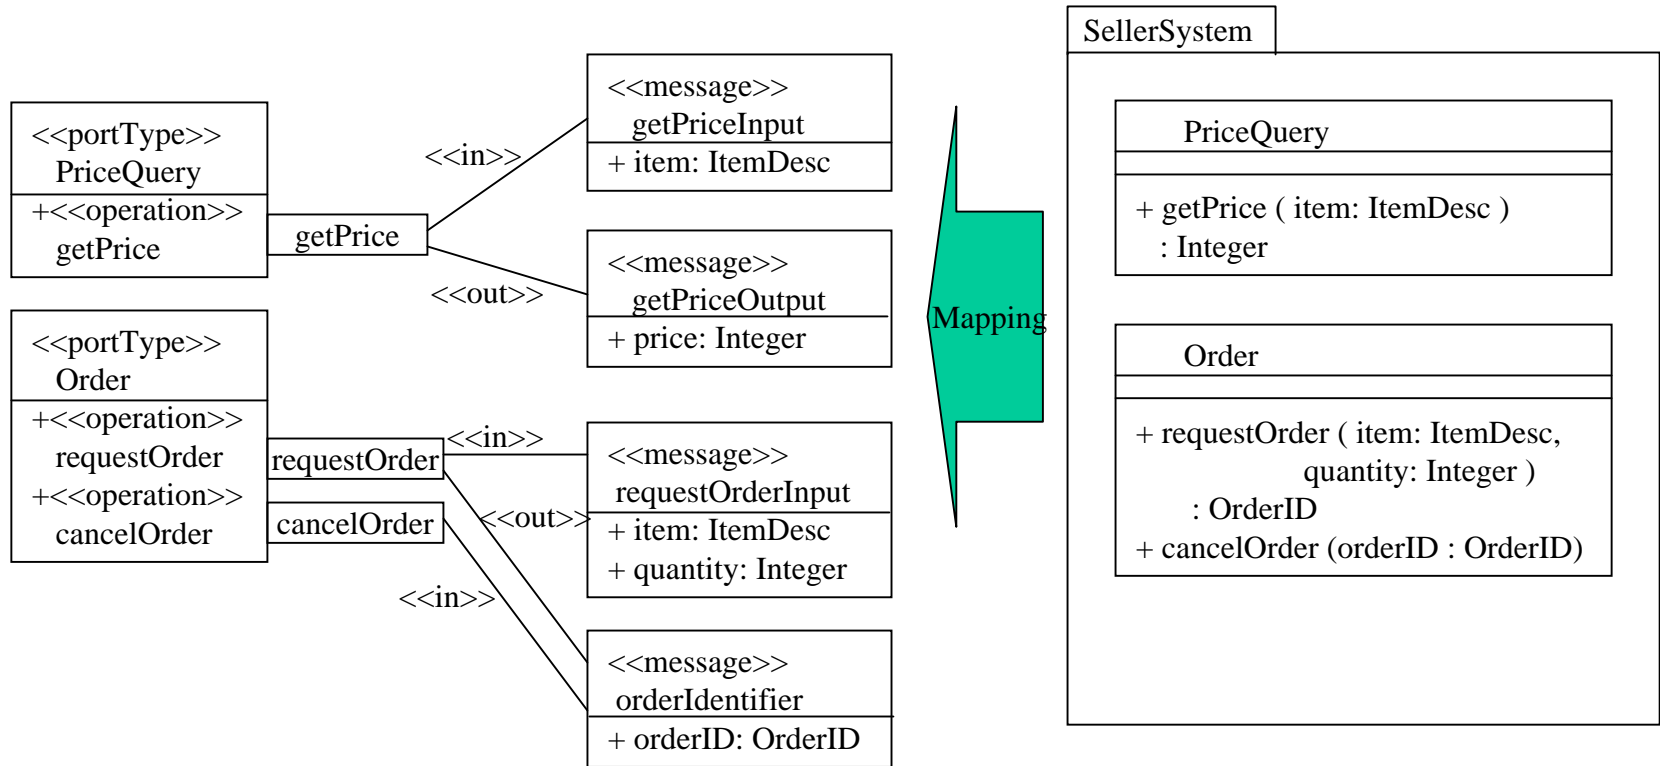 <<portType>>
PriceQuery
+<<operation>>
getPrice
getPrice
<<in>>
<<out>>
<<message>>
getPriceInput
+ item: ItemDesc
<<message>>
getPriceOutput
+ price: Integer
<<portType>>
Order
+<<operation>>
requestOrder
+<<operation>>
cancelOrder
requestOrder
cancelOrder
<<in>>
<<out>>
<<in>>
<<message>>
requestOrderInput
+ item: ItemDesc
+ quantity: Integer
<<message>>
orderIdentifier
+ orderID: OrderID
Mapping
SellerSystem
PriceQuery
+ getPrice ( item: ItemDesc )
: Integer
Order
+ requestOrder ( item: ItemDesc,
quantity: Integer )
: OrderID
+ cancelOrder (orderID : OrderID)